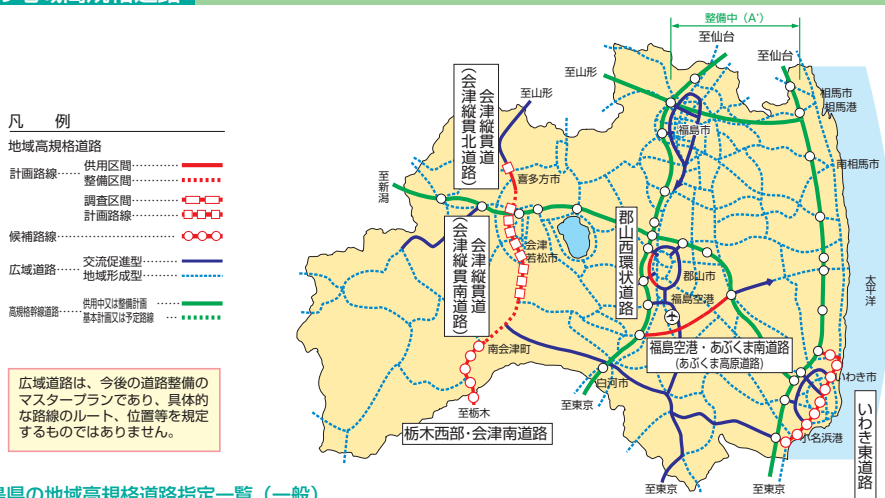 地域高規格道路
凡 例
地域高規格道路
計画路線
供用区間
整備区間
調査区間
計画路線
候補路線
広域道路
交流促進型
地域形成型
高規格幹線道路
供用中又は整備計画
基本計画又は予定路線
広域道路は、今後の道路整備の
マスタープランであり、具体的
な路線のルート、位置等を規定
するものではありません。
整備中（A'）
至仙台
至仙台
至山形
至山形
会津縦貫道
（会津縦貫北道路）
相馬市
相馬港
福島市
南相馬市
喜多方市
至新潟
会津縦貫道
（会津縦貫南道路）
会津
若松市
郡山西環状道路
郡山市
福島空港
太平洋
福島空港・あぶくま南道路
（あぶくま高原道路）
南会津町
白河市
いわき市
至東京
至栃木
栃木西部・会津南道路
小名浜港
いわき東道路
至東京
至東京
島県の地域高規格道路指定一覧（一般）